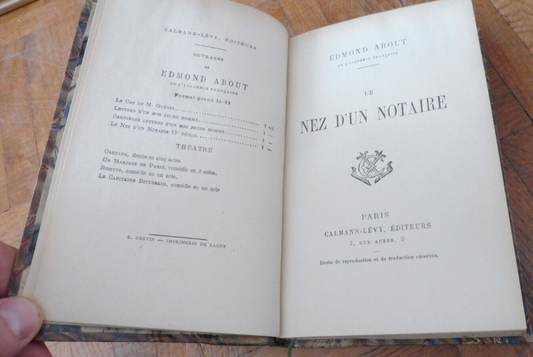 CALMANN-LÉVY, ÉDITEURS
OUVRAGES
DE
EDMOND ABOUT
DE L'ACADÉMIE FRANÇAISE
Format grand in-18
LE CAS DE M. GUÉRIN
LETTRES D'UN BON JEUNE HOMME
DERNIÈRES LETTRES D'UN BON JEUNE HOMME
LE NEZ D'UN NOTAIRE 17e édition
THÉATRE
GAETANA, drame en cinq actes.
UN MARIAGE DE PARIS, comédie en 3 actes.
RISETTE, comédie en un acte.
LE CAPITAINE BITTERLIN, comédie en un acte
E. GREVIN — IMPRIMERIE DE LAGNY
EDMOND ABOUT
DE L'ACADÉMIE FRANÇAISE
LE
NEZ D'UN NOTAIRE
PARIS
CALMANN-LÉVY, ÉDITEURS
3, RUE AUBER, 3
Droits de reproduction et de traduction réservés.